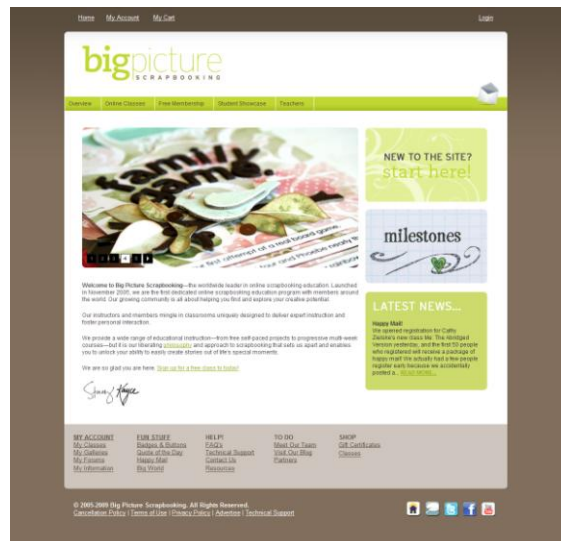 Home My Account My Cart Login
bigpicture
SCRAPBOOKING
Overview Online Classes Free Membership Student Showcase Teachers
family
game.
first attempt at a real board game.
and Phoebe ready to
NEW TO THE SITE?
start here!
milestones
Welcome to Big Picture Scrapbooking—the worldwide leader in online scrapbooking education. Launched
in November 2005, we are the first dedicated online scrapbooking education program with members around
the world. Our growing community is all about helping you find and explore your creative potential.
Our instructors and members mingle in classrooms uniquely designed to deliver expert instruction and
foster personal interaction.
We provide a wide range of educational instruction—from free self-paced projects to progressive multi-week
courses—but it is our liberating philosophy and approach to scrapbooking that sets us apart and enables
you to unlock your ability to easily create stories out of life's special moments.
We are so glad you are here. Sign up for a free class to today!
LATEST NEWS...
Happy Mail!
We opened registration for Cathy
Zielske's new class Me: The Abridged
Version yesterday, and the first 50 people
who registered will receive a package of
happy mail! We actually had a few people
register early because we accidentally
posted a... READ MORE...
MY ACCOUNT
My Classes
My Galleries
My Forums
My Information
FUN STUFF
Badges & Buttons
Quote of the Day
Happy Mail
Big World
HELP!
FAQ's
Technical Support
Contact Us
Resources
TO DO
Meet Our Team
Visit Our Blog
Partners
SHOP
Gift Certificates
Classes
© 2005-2009 Big Picture Scrapbooking. All Rights Reserved.
Cancellation Policy | Terms of Use | Privacy Policy | Advertise | Technical Support